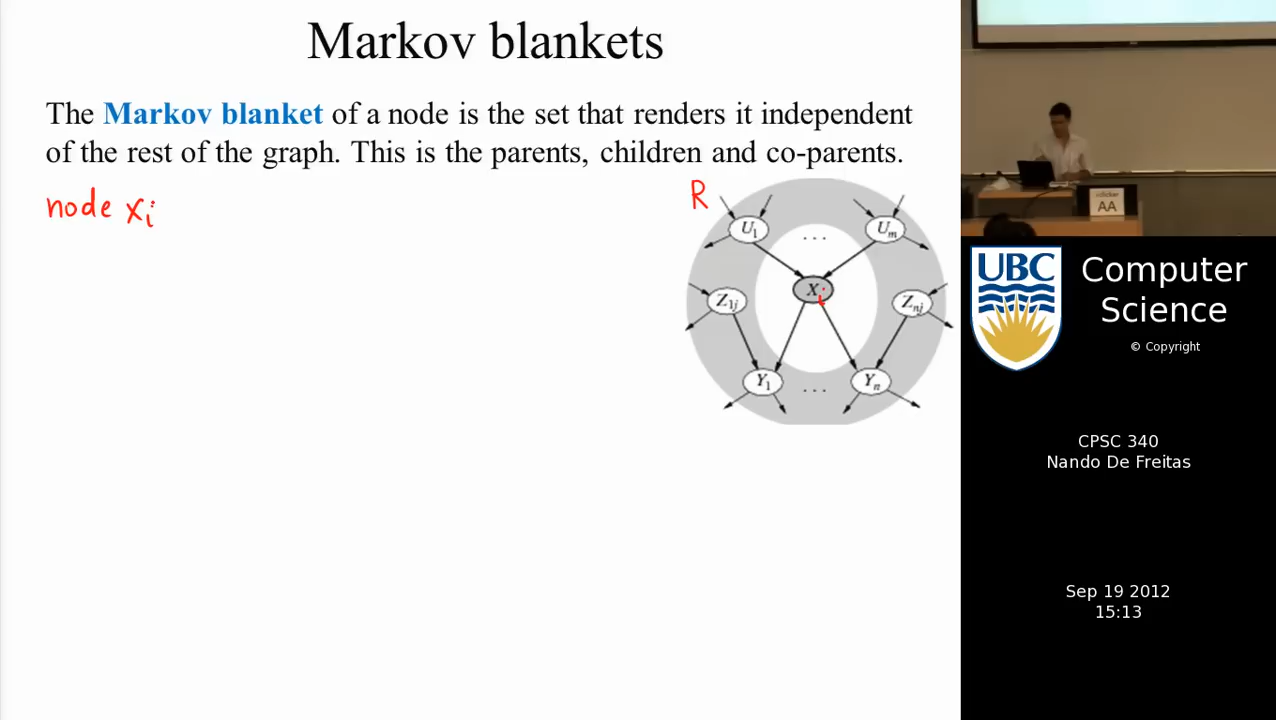 Markov blankets
The Markov blanket of a node is the set that renders it independent
of the rest of the graph. This is the parents, children and co-parents.
node xi
R
U1 ... Um
Xi
Z1j Znj
Y1 ... Yn
AA
UBC
Computer
Science
© Copyright
CPSC 340
Nando De Freitas
Sep 19 2012
15:13